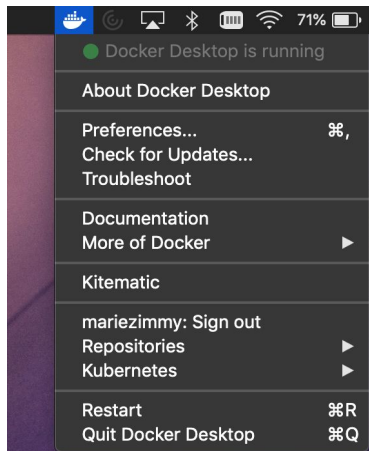 71%
Docker Desktop is running
About Docker Desktop
Preferences... ⌘,
Check for Updates...
Troubleshoot
Documentation
More of Docker ▶
Kitematic
mariezimmy: Sign out
Repositories ▶
Kubernetes ▶
Restart ⌘R
Quit Docker Desktop ⌘Q